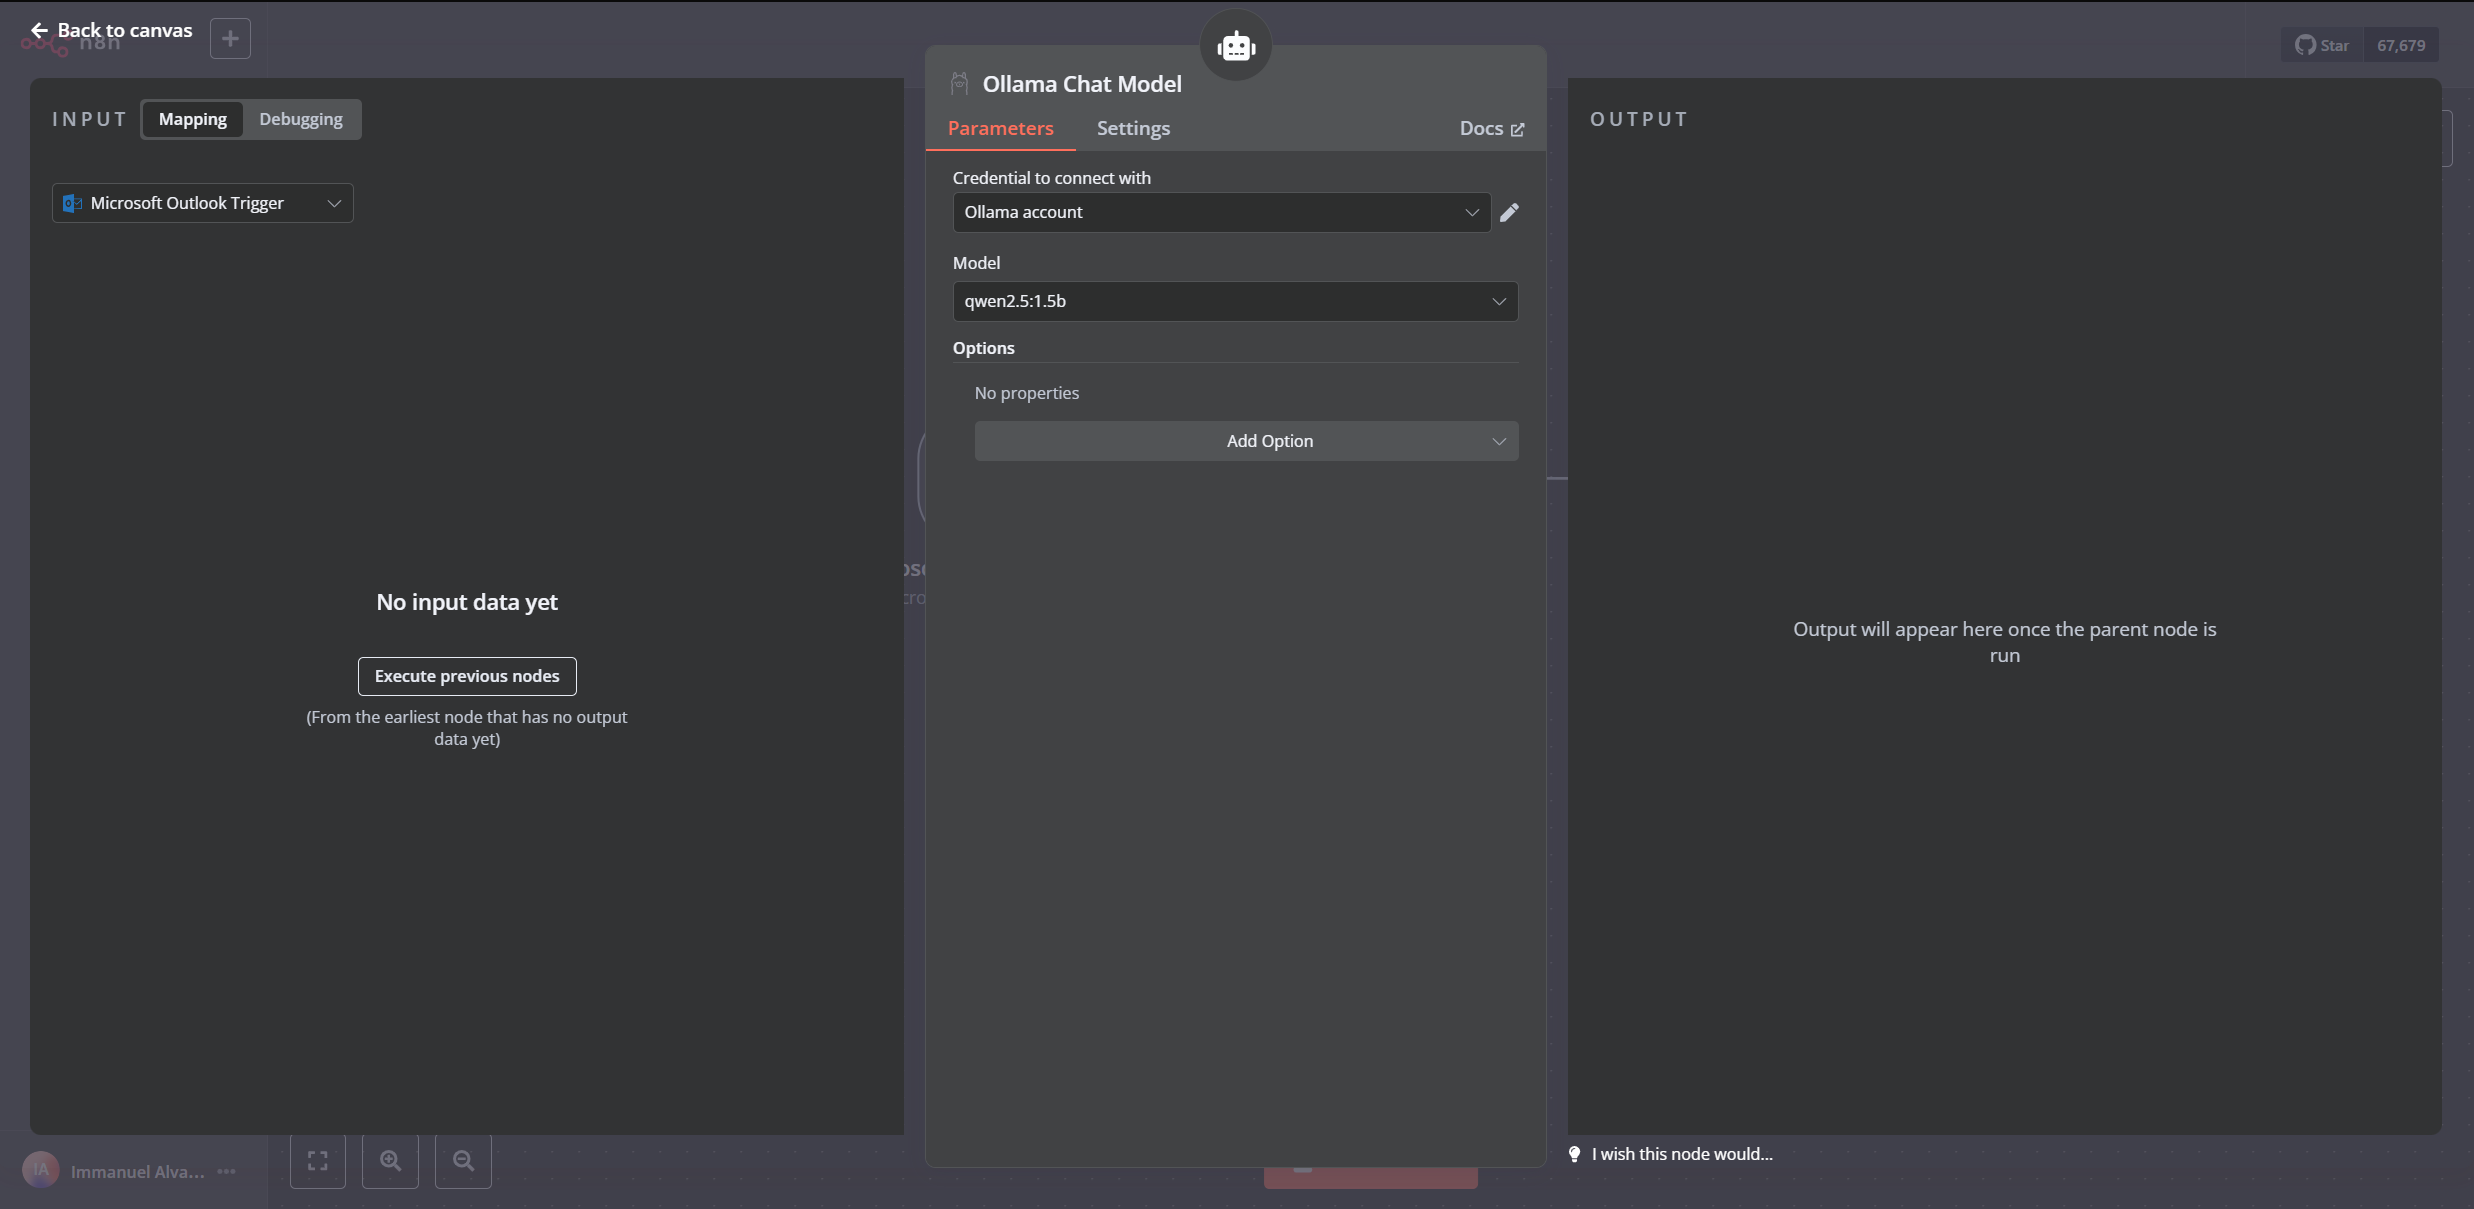 Back to canvas
n8n
Star
67,679
INPUT
Mapping
Debugging
Microsoft Outlook Trigger
No input data yet
Execute previous nodes
(From the earliest node that has no output
data yet)
Ollama Chat Model
Parameters
Settings
Docs
Credential to connect with
Ollama account
Model
qwen2.5:1.5b
Options
No properties
Add Option
OUTPUT
Output will appear here once the parent node is
run
I wish this node would...
IA
Immanuel Alva...